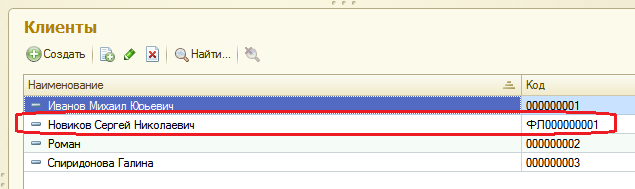 Клиенты
Создать Найти...
Наименование Код
Иванов Михаил Юрьевич 000000001
Новиков Сергей Николаевич ФЛ000000001
Роман 000000002
Спиридонова Галина 000000003